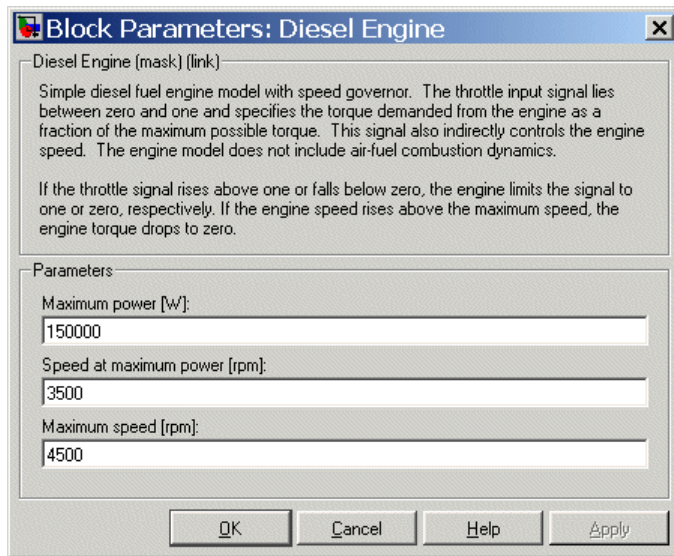 Block Parameters: Diesel Engine
Diesel Engine (mask) (link)
Simple diesel fuel engine model with speed governor.  The throttle input signal lies
between zero and one and specifies the torque demanded from the engine as a
fraction of the maximum possible torque.  This signal also indirectly controls the engine
speed.  The engine model does not include air-fuel combustion dynamics.
If the throttle signal rises above one or falls below zero, the engine limits the signal to
one or zero, respectively. If the engine speed rises above the maximum speed, the
engine torque drops to zero.
Parameters
Maximum power [W]:
150000
Speed at maximum power [rpm]:
3500
Maximum speed [rpm]:
4500
OK Cancel Help Apply